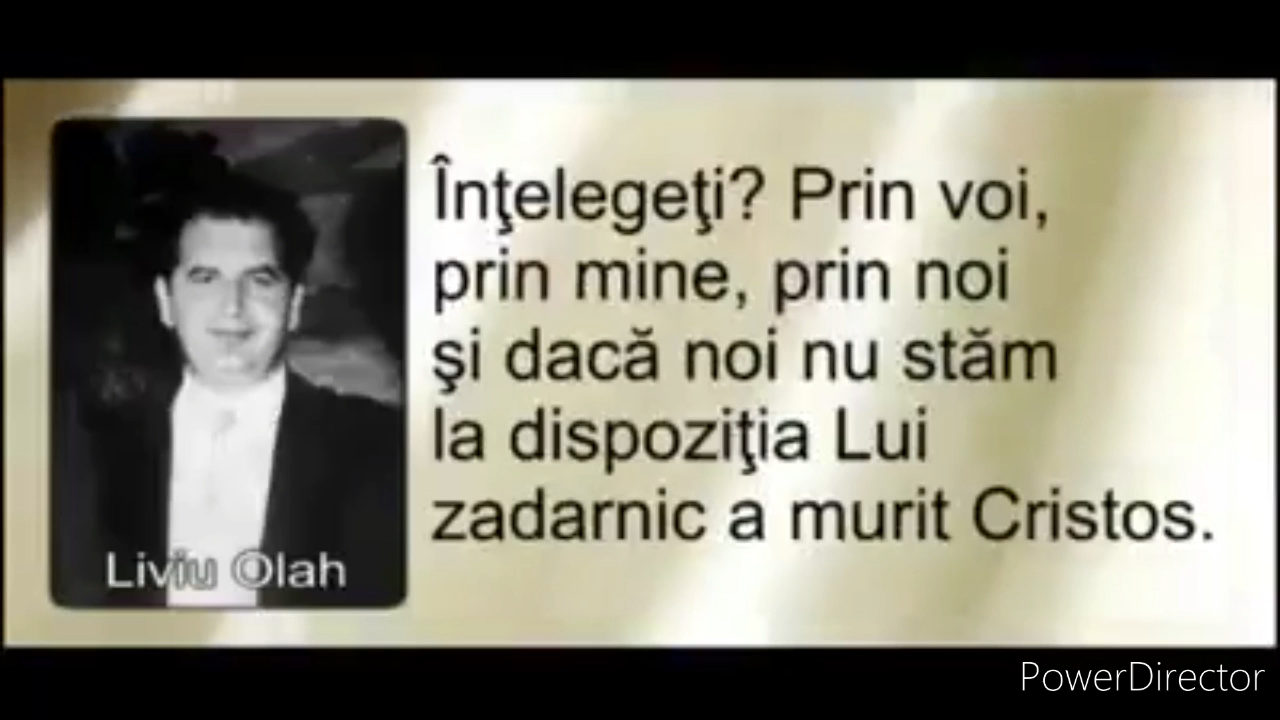 Înţelegeţi? Prin voi,
prin mine, prin noi
şi dacă noi nu stăm
la dispoziţia Lui
zadarnic a murit Cristos.
Liviu Olah
PowerDirector